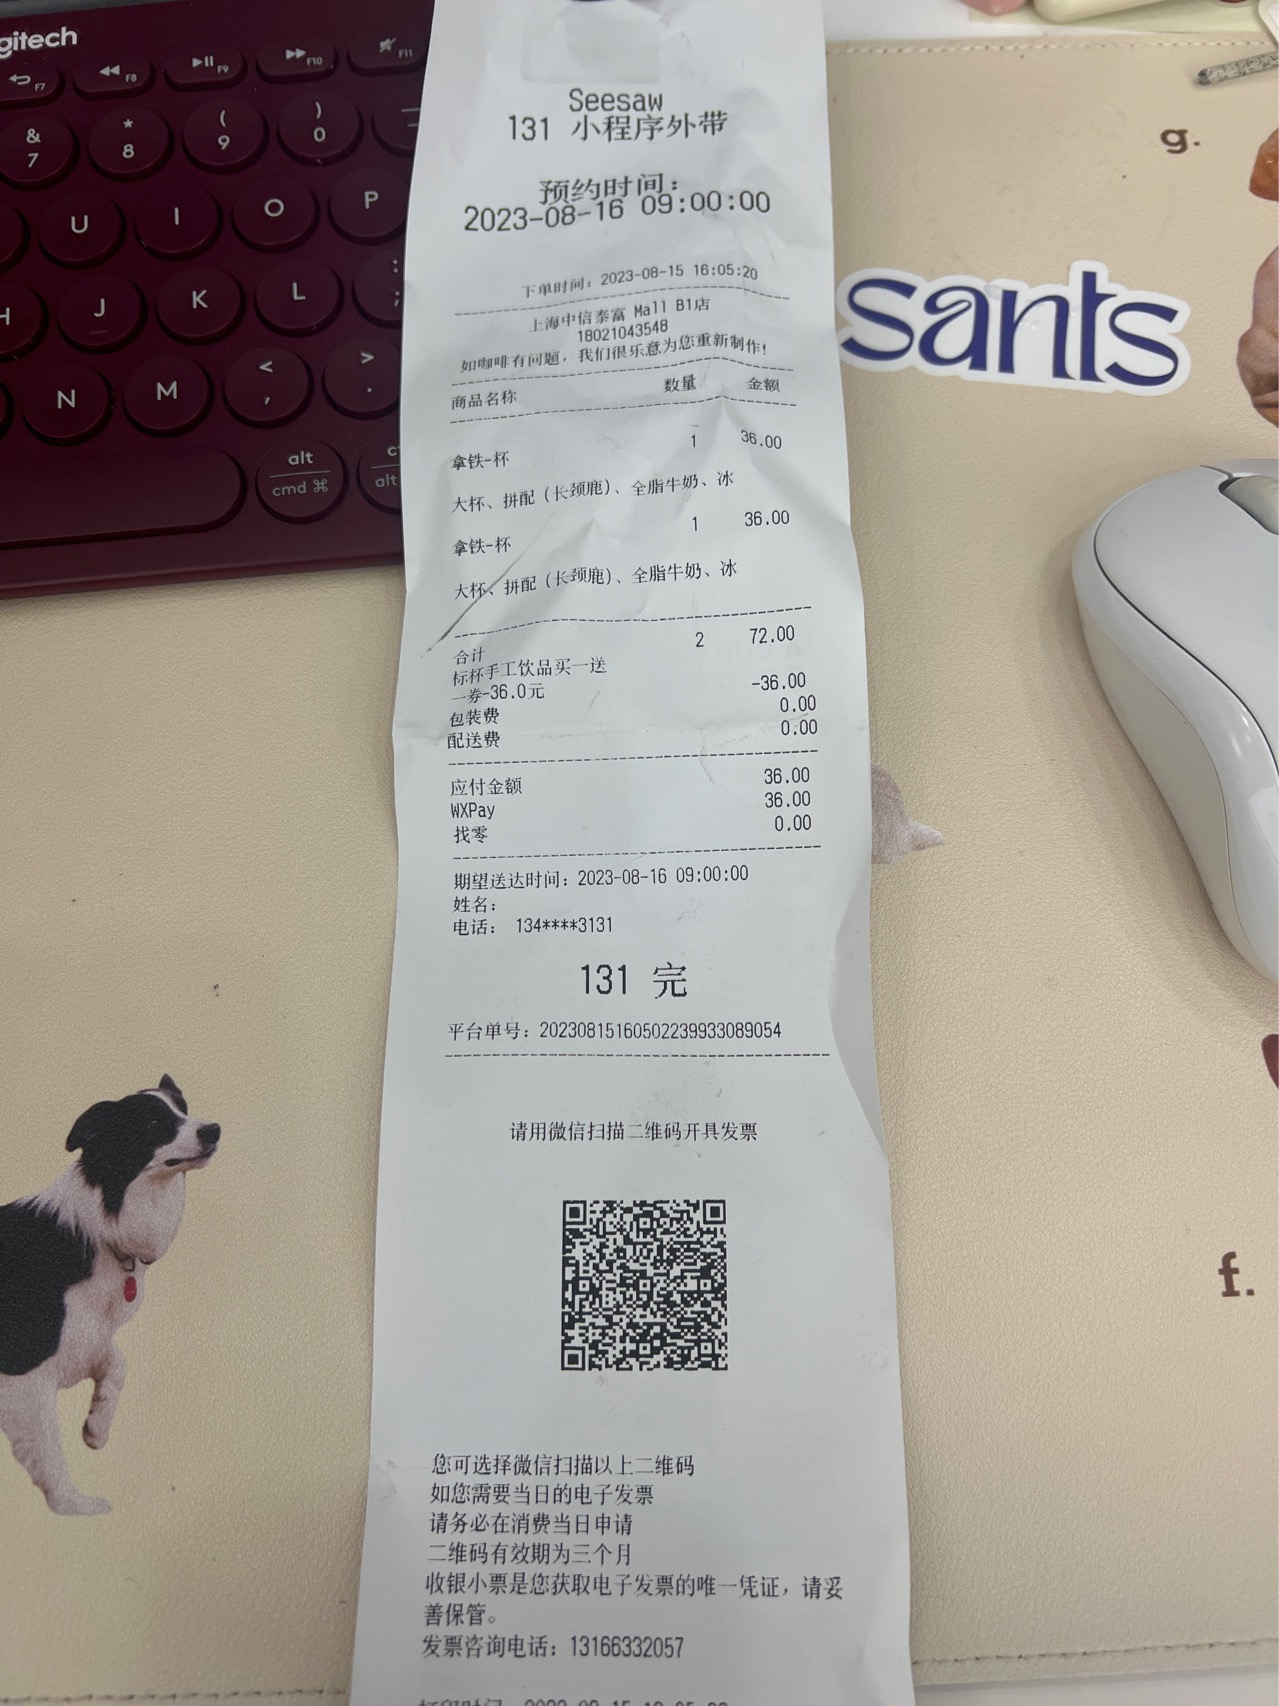 gitech
F7
F8
F9
F10
F11
& 7
* 8
( 9
) 0
U
I
O
P
H
J
K
L
: ;
N
M
< ,
> .
alt
cmd ⌘
alt
g.
sants
f.
Seesaw
131 小程序外带
预约时间:
2023-08-16 09:00:00
下单时间: 2023-08-15 16:05:20
上海中信泰富 Mall B1店
18021043548
如咖啡有问题, 我们很乐意为您重新制作!
商品名称 数量 金额
拿铁-杯 1 36.00
大杯、拼配(长颈鹿)、全脂牛奶、冰
拿铁-杯 1 36.00
大杯、拼配(长颈鹿)、全脂牛奶、冰
合计 2 72.00
标杯手工饮品买一送
一券-36.0元 -36.00
包装费 0.00
配送费 0.00
应付金额 36.00
WXPay 36.00
找零 0.00
期望送达时间: 2023-08-16 09:00:00
姓名:
电话: 134****3131
131 完
平台单号: 20230815160502239933089054
请用微信扫描二维码开具发票
您可选择微信扫描以上二维码
如您需要当日的电子发票
请务必在消费当日申请
二维码有效期为三个月
收银小票是您获取电子发票的唯一凭证, 请妥
善保管。
发票咨询电话: 13166332057